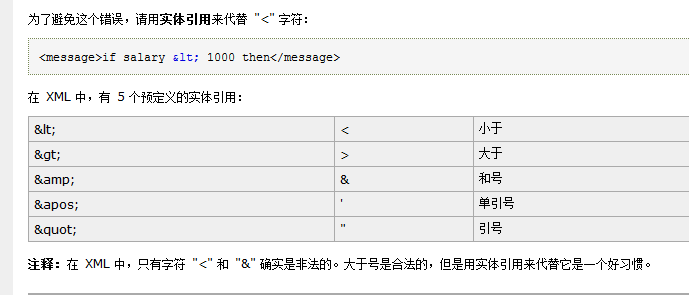 为了避免这个错误，请用实体引用来代替 "<" 字符：
<message>if salary &lt; 1000 then</message>
在 XML 中，有 5 个预定义的实体引用：
&lt; < 小于
&gt; > 大于
&amp; & 和号
&apos; ' 单引号
&quot; " 引号
注释：在 XML 中，只有字符 "<" 和 "&" 确实是非法的。大于号是合法的，但是用实体引用来代替它是一个好习惯。